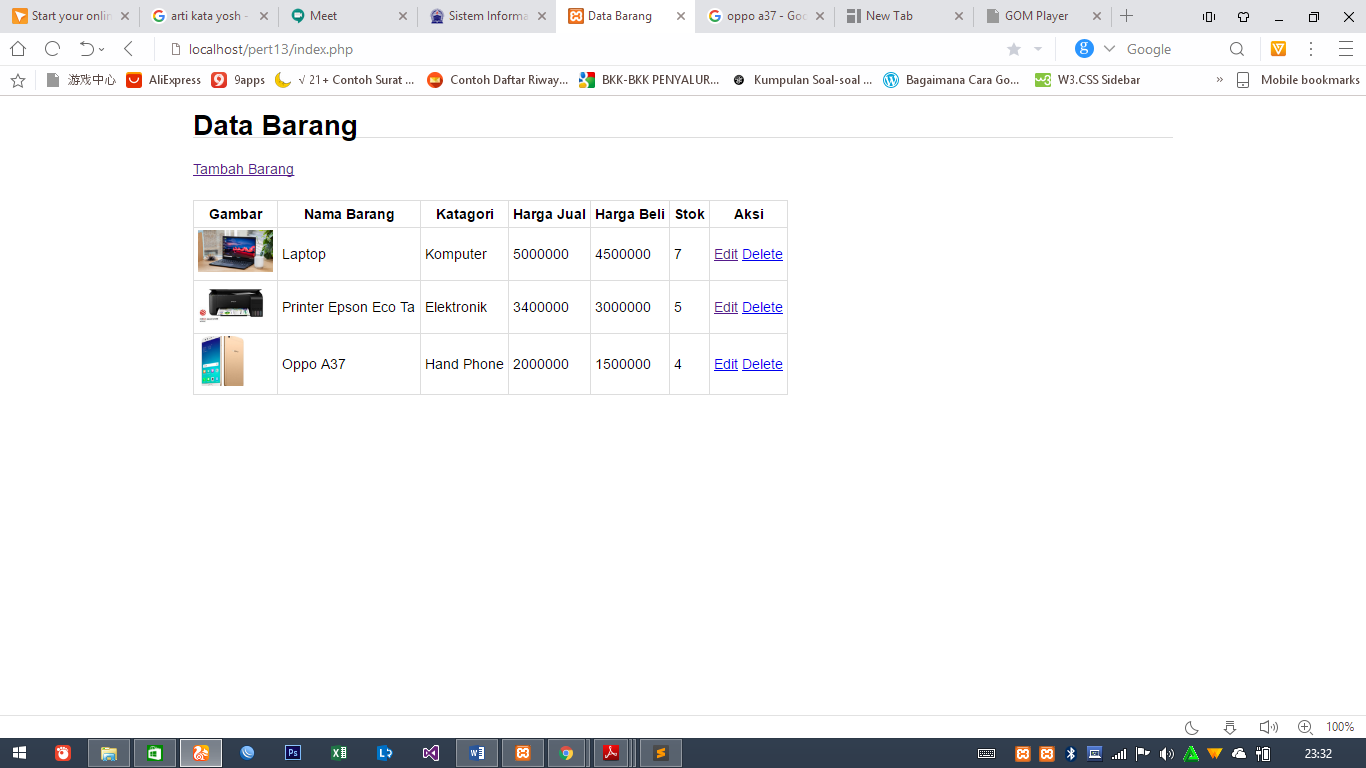 Start your onlin
arti kata yosh -
Meet
Sistem Informa
Data Barang
oppo a37 - Goo
New Tab
GOM Player
localhost/pert13/index.php
Google
游戏中心
AliExpress
9apps
√ 21+ Contoh Surat ...
Contoh Daftar Riway...
BKK-BKK PENYALUR...
Kumpulan Soal-soal ...
Bagaimana Cara Go...
W3.CSS Sidebar
»
Mobile bookmarks
Data Barang
Tambah Barang
Gambar Nama Barang Katagori Harga Jual Harga Beli Stok Aksi
Laptop Komputer 5000000 4500000 7 Edit Delete
Printer Epson Eco Ta Elektronik 3400000 3000000 5 Edit Delete
Oppo A37 Hand Phone 2000000 1500000 4 Edit Delete
100%
23:32